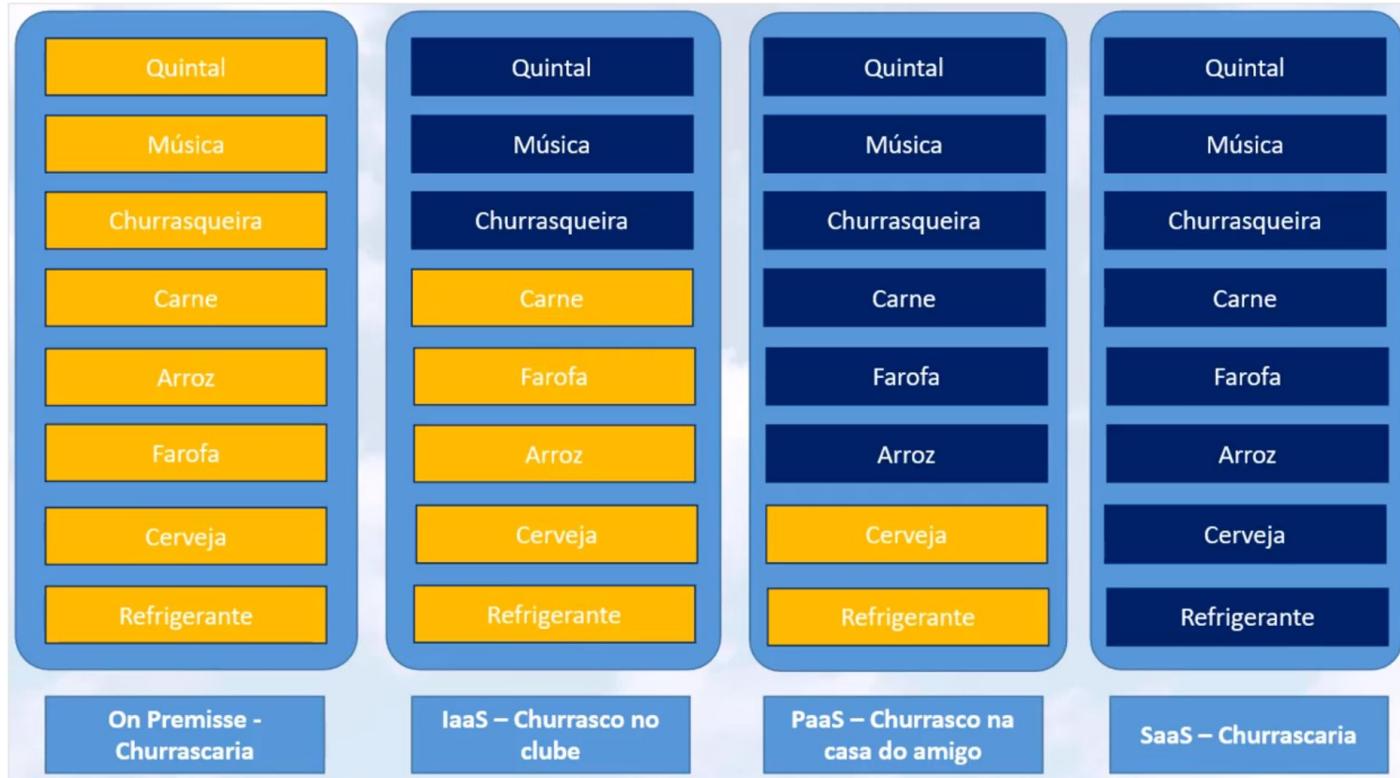 Quintal
Música
Churrasqueira
Carne
Arroz
Farofa
Cerveja
Refrigerante
On Premisse -
Churrascaria
Quintal
Música
Churrasqueira
Carne
Farofa
Arroz
Cerveja
Refrigerante
IaaS – Churrasco no
clube
Quintal
Música
Churrasqueira
Carne
Farofa
Arroz
Cerveja
Refrigerante
PaaS – Churrasco na
casa do amigo
Quintal
Música
Churrasqueira
Carne
Farofa
Arroz
Cerveja
Refrigerante
SaaS – Churrascaria